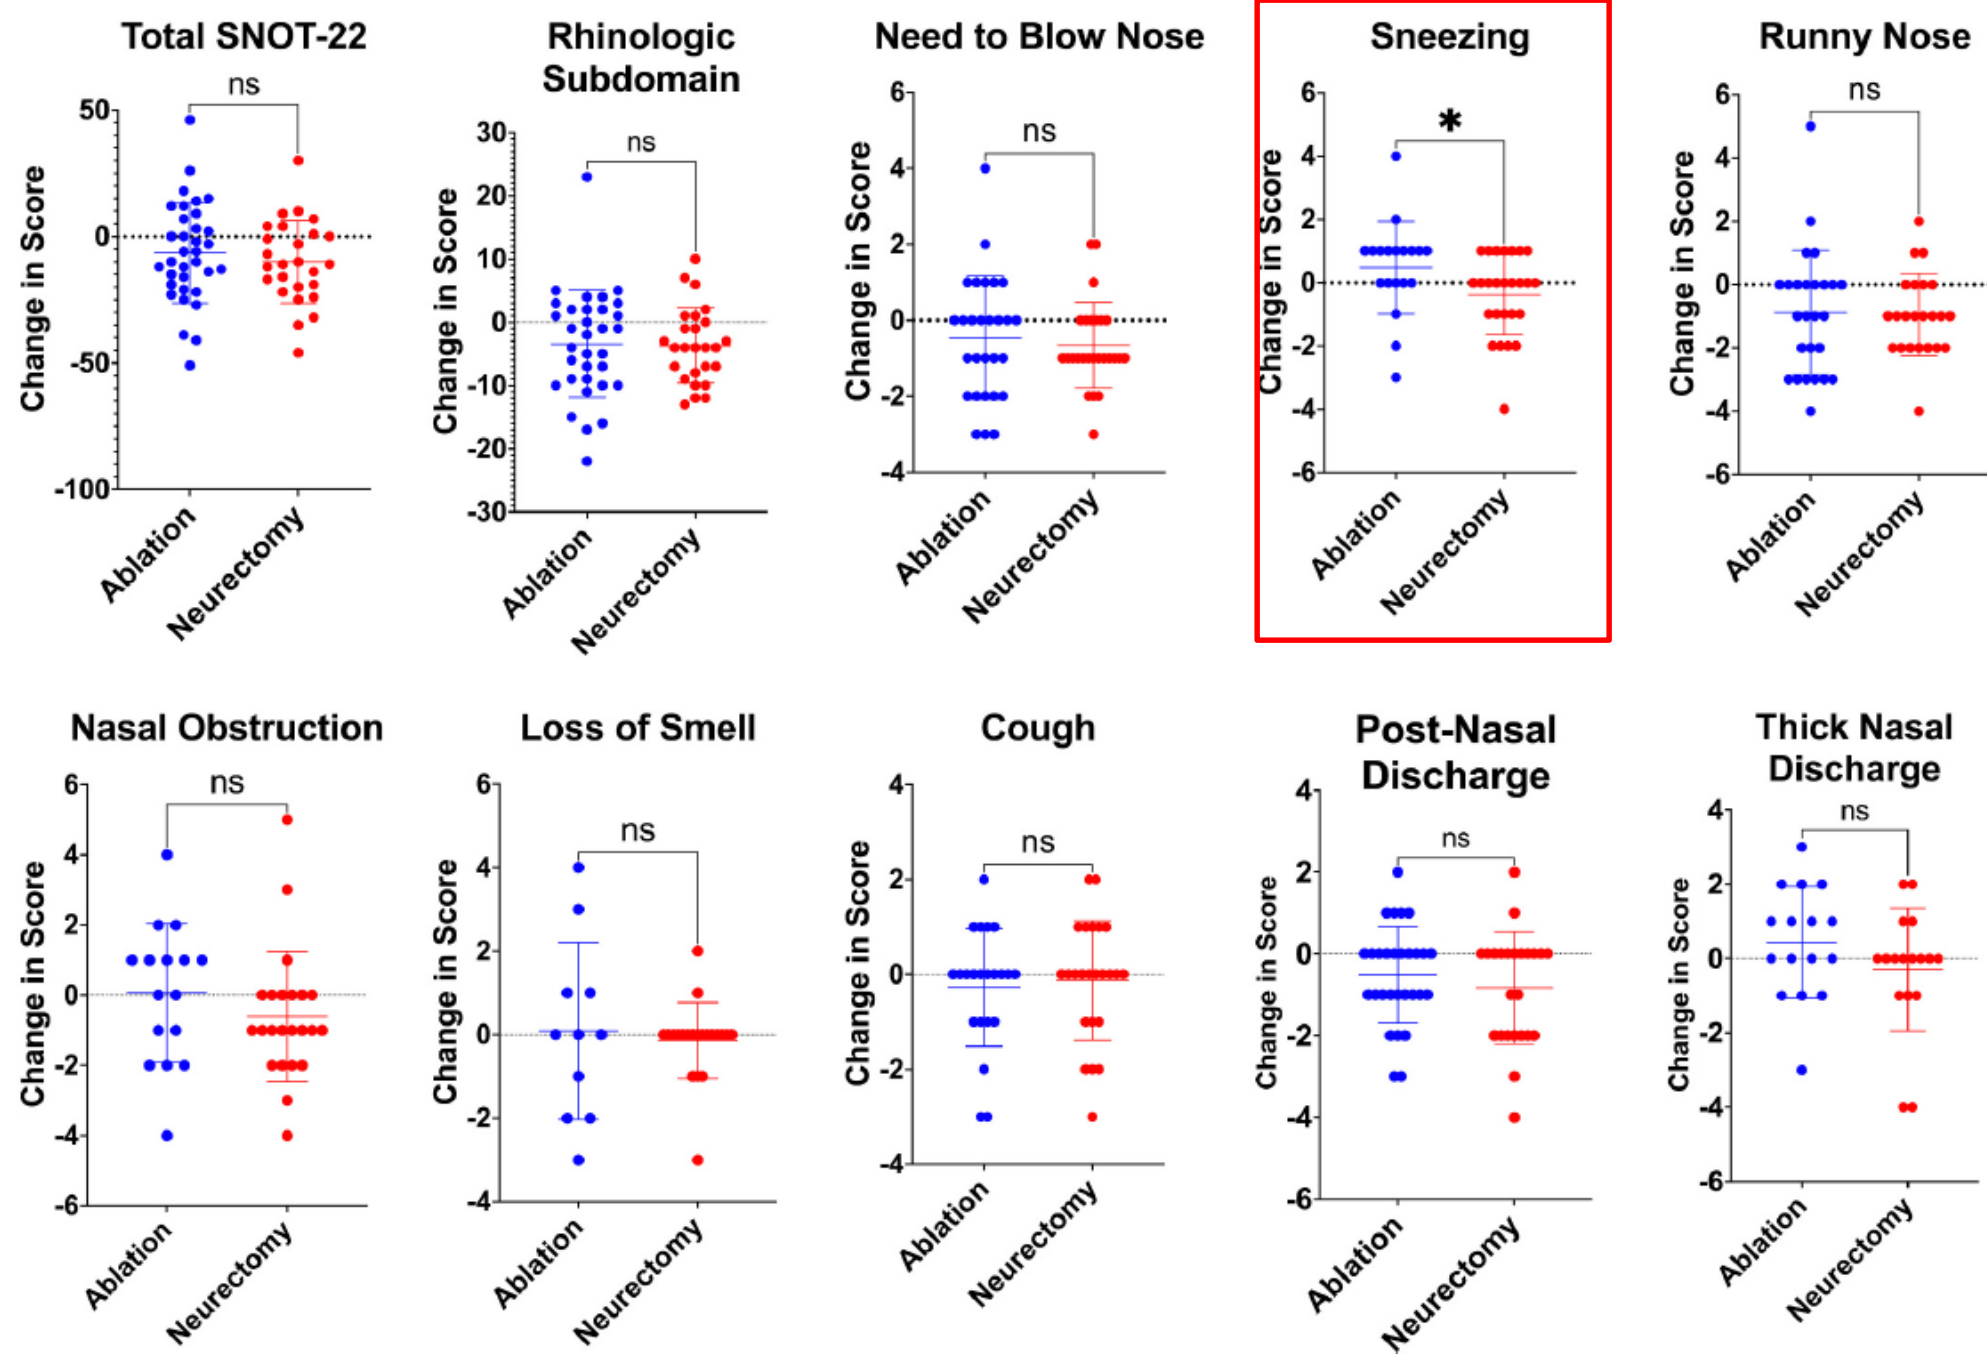 Total SNOT-22
ns
50
0
-50
-100
Change in Score
Ablation
Neurectomy
Rhinologic
Subdomain
ns
30
20
10
0
-10
-20
-30
Change in Score
Ablation
Neurectomy
Need to Blow Nose
ns
6
4
2
0
-2
-4
Change in Score
Ablation
Neurectomy
Sneezing
*
6
4
2
0
-2
-4
-6
Change in Score
Ablation
Neurectomy
Runny Nose
ns
6
4
2
0
-2
-4
-6
Change in Score
Ablation
Neurectomy
Nasal Obstruction
ns
6
4
2
0
-2
-4
-6
Change in Score
Ablation
Neurectomy
Loss of Smell
ns
6
4
2
0
-2
-4
Change in Score
Ablation
Neurectomy
Cough
ns
4
2
0
-2
-4
Change in Score
Ablation
Neurectomy
Post-Nasal
Discharge
ns
4
2
0
-2
-4
-6
Change in Score
Ablation
Neurectomy
Thick Nasal
Discharge
ns
4
2
0
-2
-4
-6
Change in Score
Ablation
Neurectomy